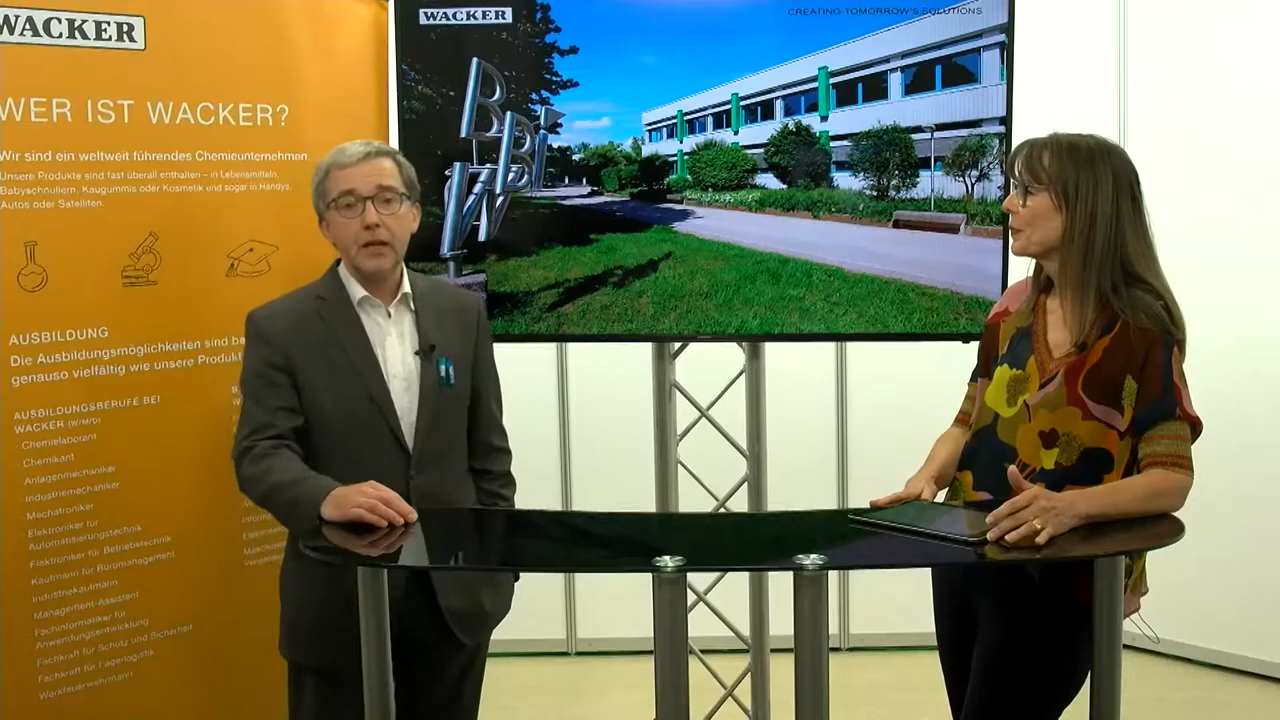 WACKER
WER IST WACKER?
Wir sind ein weltweit führendes Chemieunternehmen
Unsere Produkte sind fast überall enthalten – in Lebensmitteln,
Babyschnullern, Kaugummis oder Kosmetik und sogar in Handys,
Autos oder Satelliten.
AUSBILDUNG
Die Ausbildungsmöglichkeiten sind
genauso vielfältig wie unsere
AUSBILDUNGSBERUFE BEI
WACKER (W/M/D)
· Chemielaborant
· Chemikant
· Anlagenmechaniker
· Industriemechaniker
· Mechatroniker
· Elektroniker für
Automatisierungstechnik
· Elektroniker für Betriebstechnik
· Kaufmann für Büromanagement
· Industriekaufmann
· Management-Assistent
· Fachinformatiker für
Anwendungsentwicklung
· Fachkraft für Schutz und Sicherheit
· Fachkraft für Lagerlogistik
· Werkfeuerwehrmann
WACKER
CREATING TOMORROW'S SOLUTIONS
BBiW